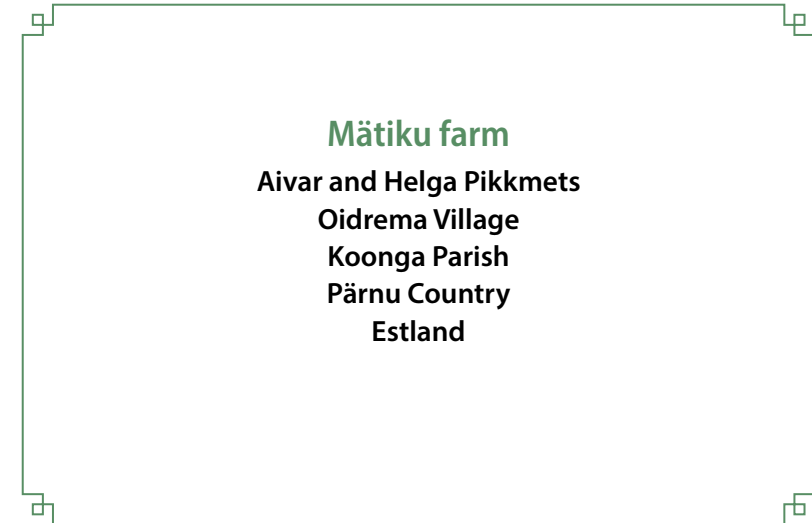 Mätiku farm
Aivar and Helga Pikkmets
Oidrema Village
Koonga Parish
Pärnu Country
Estland